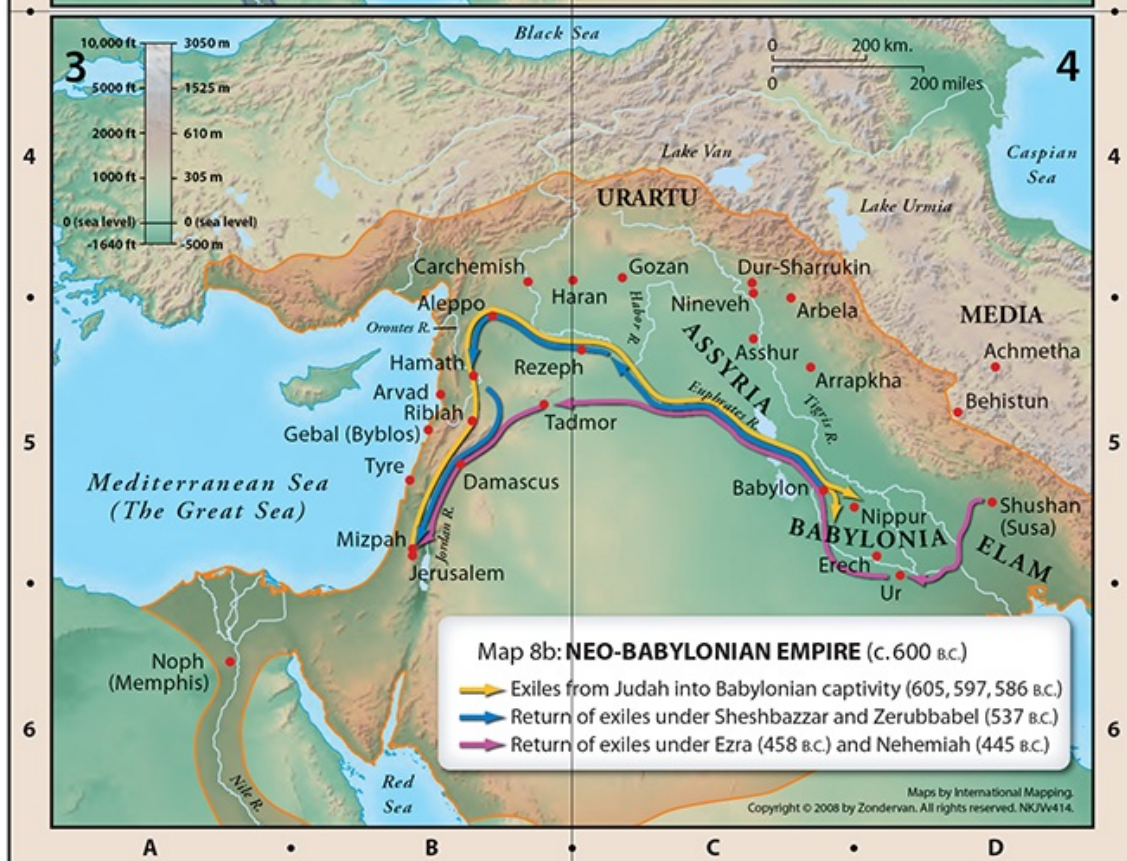 Black Sea
3
10,000 ft 3050 m
5000 ft 1525 m
2000 ft 610 m
1000 ft 305 m
0 (sea level) 0 (sea level)
-1640 ft -500 m
0 200 km.
0 200 miles
4
4
4
Lake Van
Caspian
Sea
URARTU
Lake Urmia
Carchemish
Haran
Gozan
Dur-Sharrukin
Nineveh
Arbela
Aleppo
Orontes R.
Habor R.
MEDIA
Achmetha
ASSYRIA
Asshur
Hamath
Rezeph
Arrapkha
Arvad
Riblah
Euphrates R.
Tigris R.
Behistun
Gebal (Byblos)
Tadmor
5
5
Tyre
Damascus
Mediterranean Sea
(The Great Sea)
Babylon
Nippur
Shushan
(Susa)
BABYLONIA
ELAM
Mizpah
Jordan R.
Jerusalem
Erech
Ur
Noph
(Memphis)
Map 8b: NEO-BABYLONIAN EMPIRE (c.600 B.C.)
Exiles from Judah into Babylonian captivity (605, 597, 586 B.C.)
Return of exiles under Sheshbazzar and Zerubbabel (537 B.C.)
Return of exiles under Ezra (458 B.C.) and Nehemiah (445 B.C.)
6
6
Nile R.
Red
Sea
Maps by International Mapping.
Copyright © 2008 by Zondervan. All rights reserved. NKJVv414.
A B C D